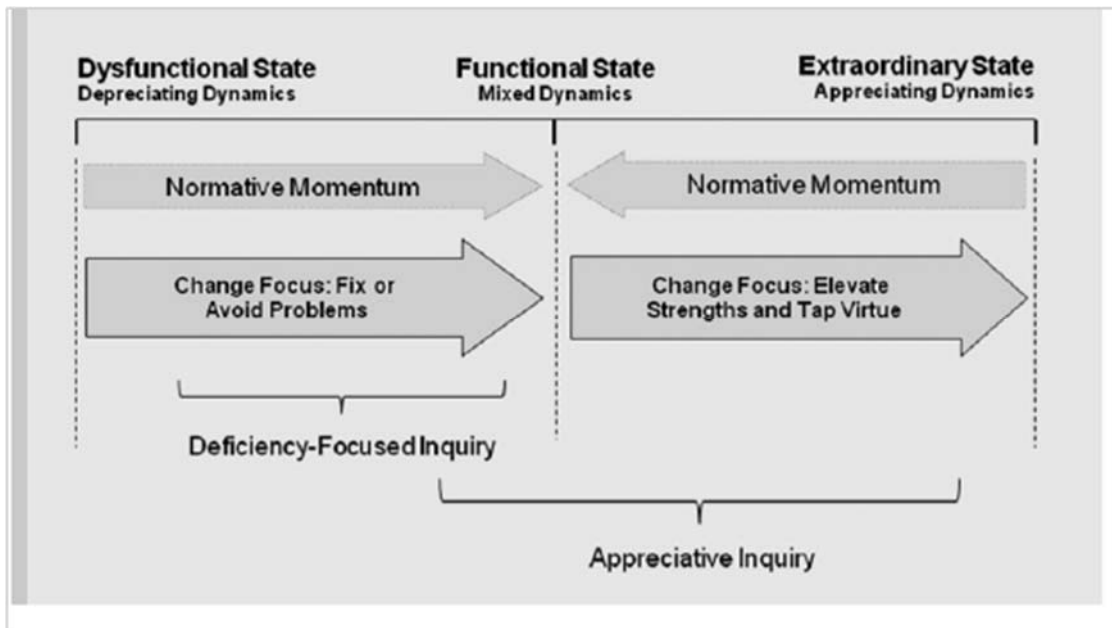 Dysfunctional State
Depreciating Dynamics
Functional State
Mixed Dynamics
Extraordinary State
Appreciating Dynamics
Normative Momentum
Normative Momentum
Change Focus: Fix or
Avoid Problems
Change Focus: Elevate
Strengths and Tap Virtue
Deficiency-Focused Inquiry
Appreciative Inquiry